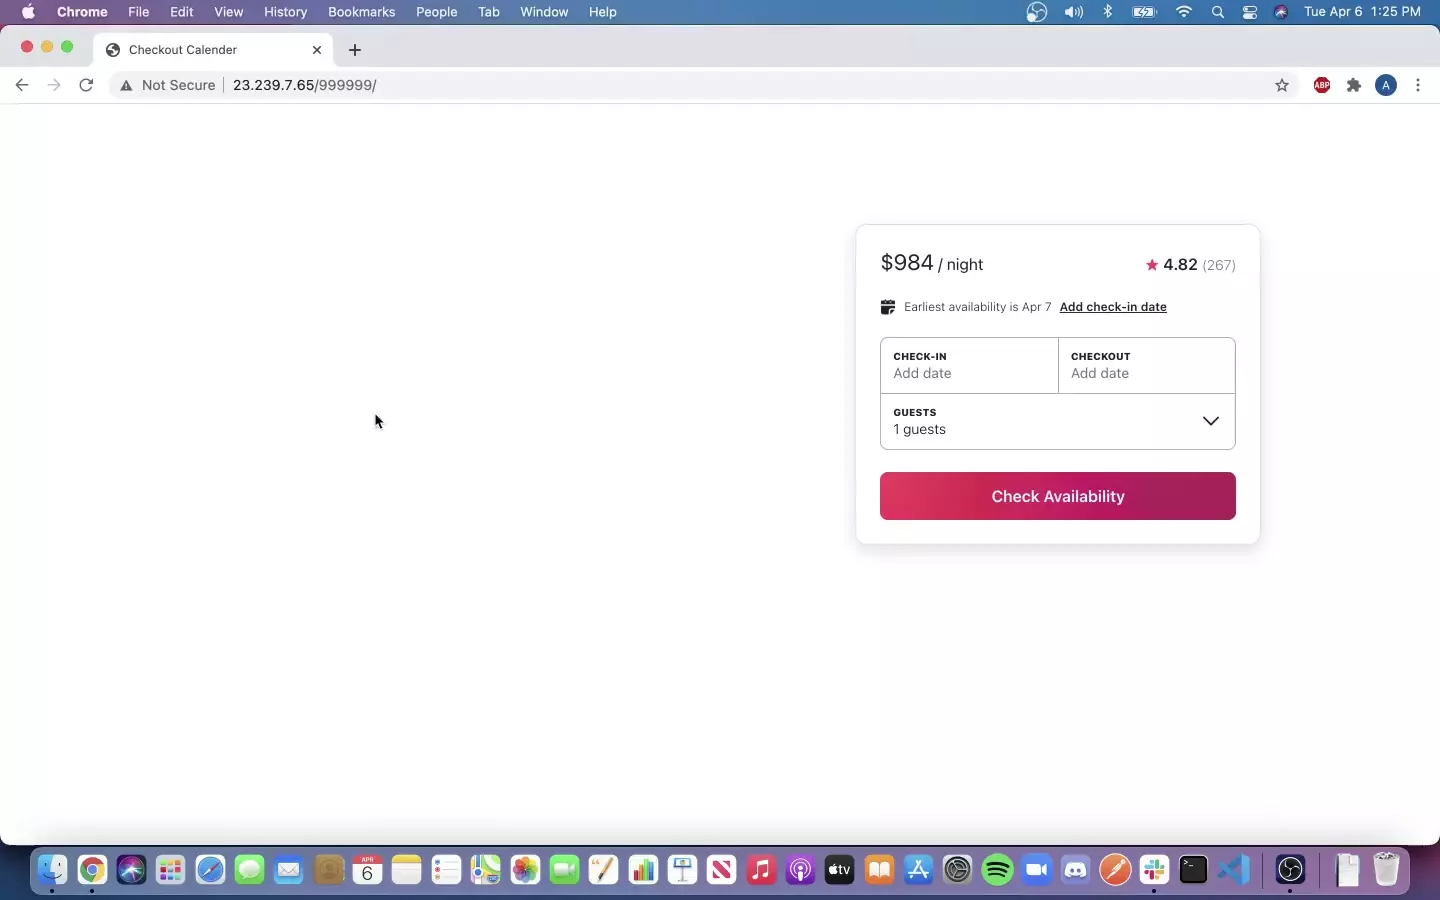 Chrome File Edit View History Bookmarks People Tab Window Help Tue Apr 6 1:25 PM
Checkout Calender
Not Secure 23.239.7.65/999999/ ABP A
$984 / night 4.82 (267)
Earliest availability is Apr 7 Add check-in date
CHECK-IN CHECKOUT
Add date Add date
GUESTS
1 guests
Check Availability
APR
6
tv